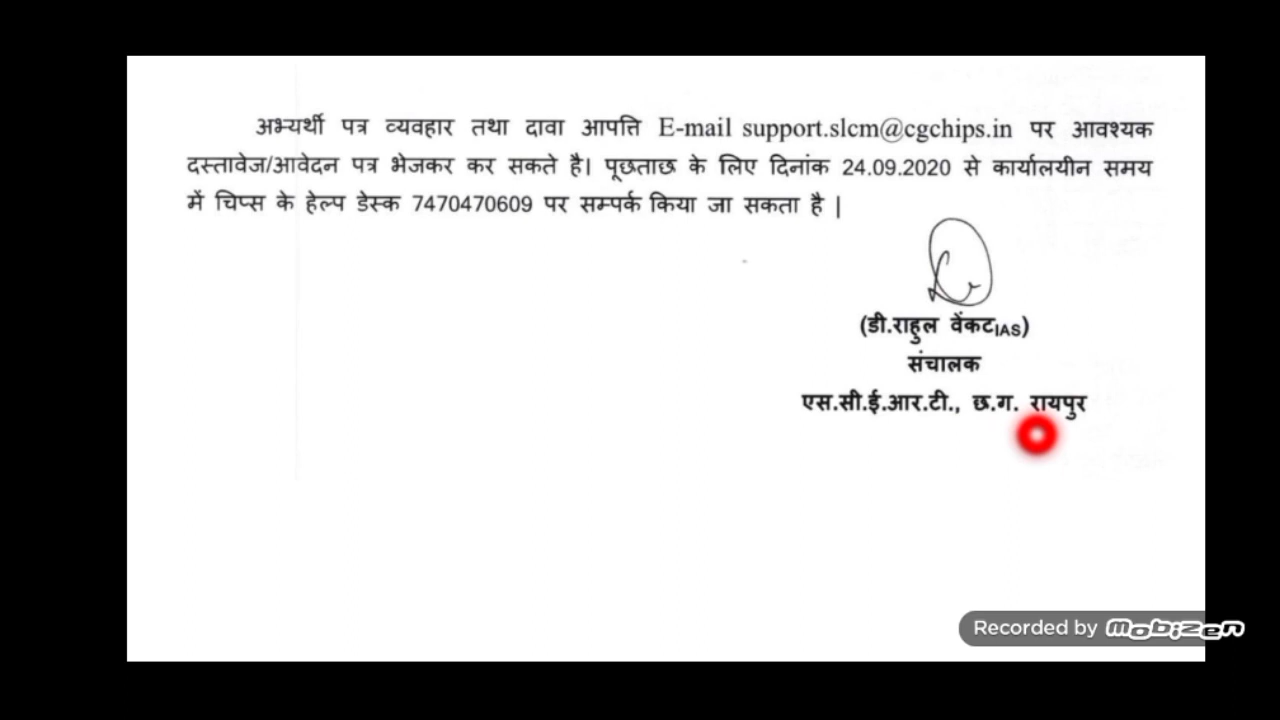 अभ्यर्थी पत्र व्यवहार तथा दावा आपत्ति E-mail support.slcm@cgchips.in पर आवश्यक
दस्तावेज/आवेदन पत्र भेजकर कर सकते है। पूछताछ के लिए दिनांक 24.09.2020 से कार्यालयीन समय
में चिप्स के हेल्प डेस्क 7470470609 पर सम्पर्क किया जा सकता है |
(डी.राहुल वेंकटIAS)
संचालक
एस.सी.ई.आर.टी., छ.ग. रायपुर
Recorded by Mobizen